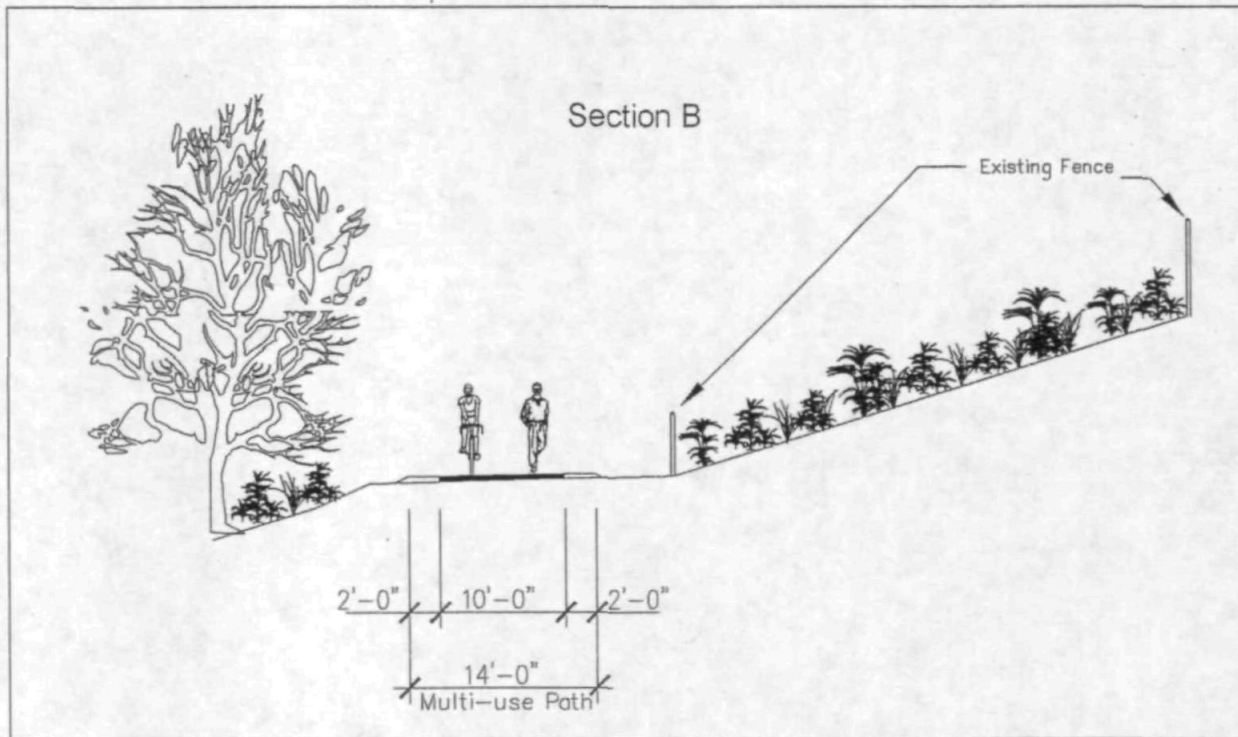 Section B
Existing Fence
2'-0" 10'-0" 2'-0"
14'-0"
Multi-use Path